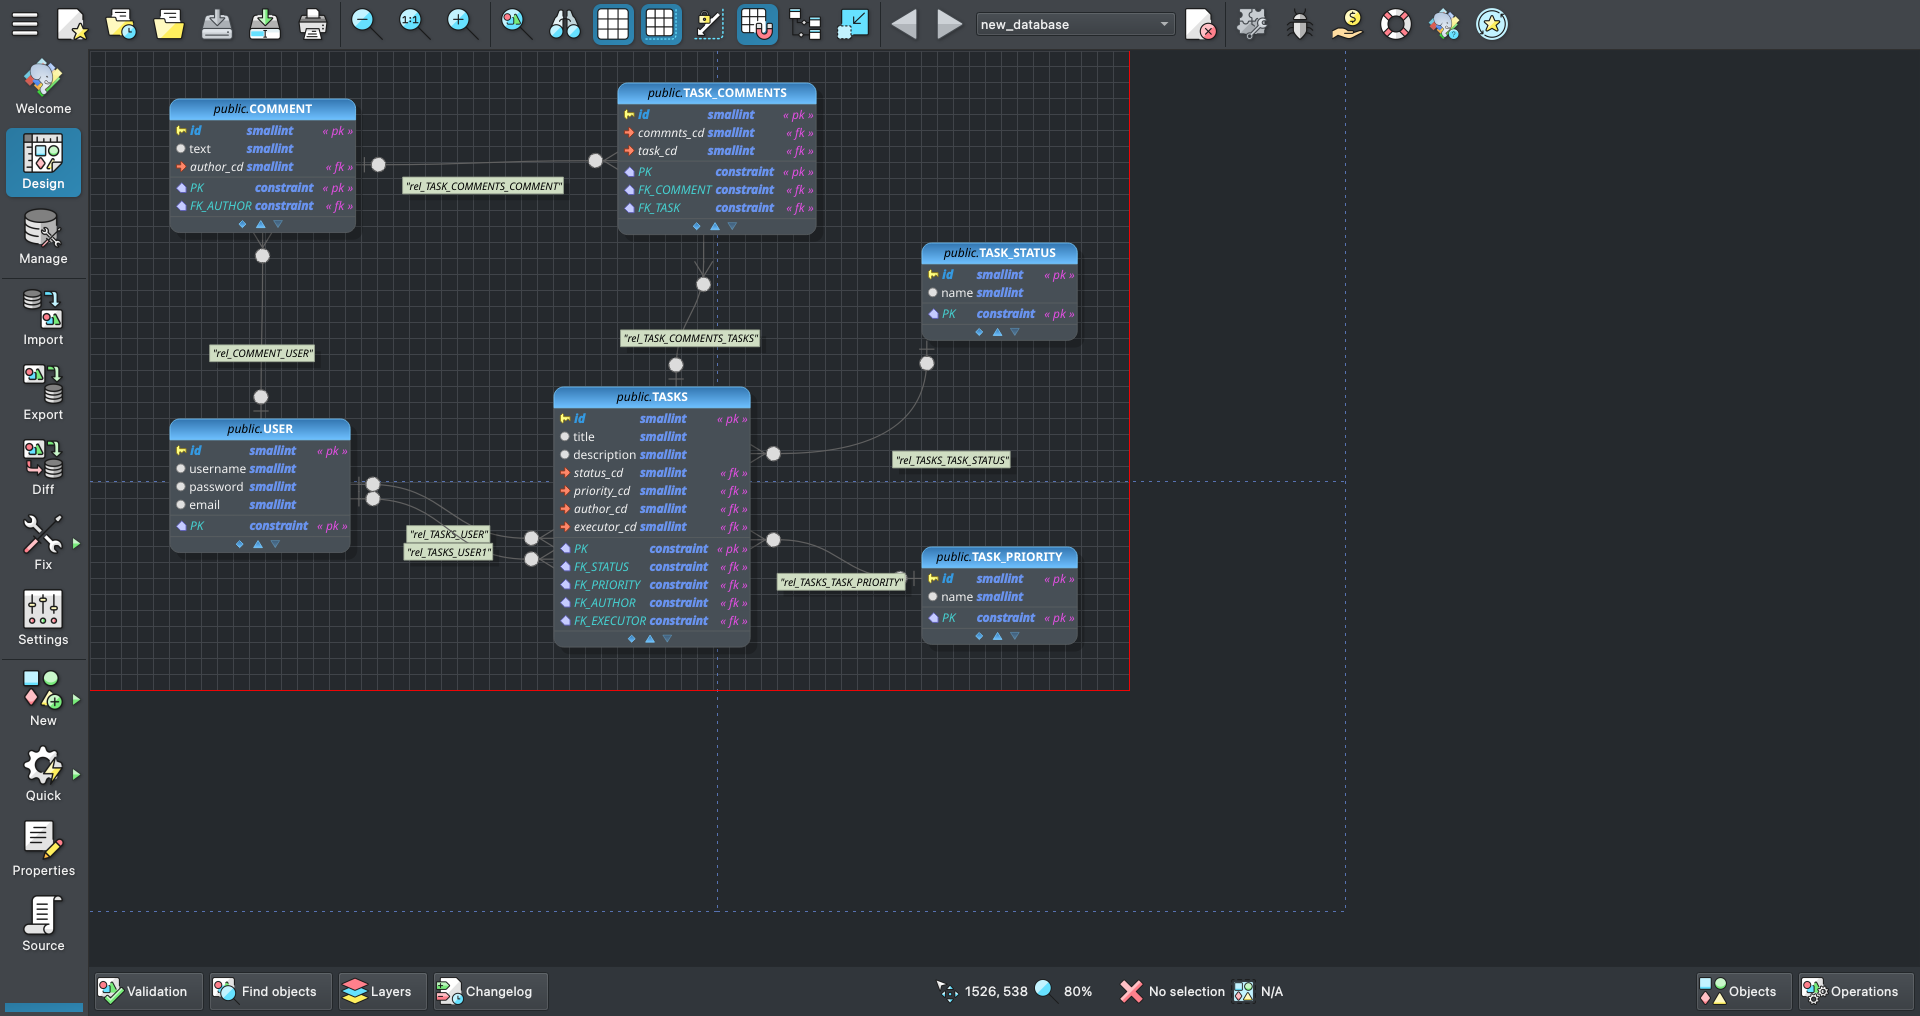 1:1
new_database
Welcome
Design
Manage
Import
Export
Diff
Fix
Settings
New
Quick
Properties
Source
public.COMMENT
id smallint « pk »
text smallint
author_cd smallint « fk »
PK constraint « pk »
FK_AUTHOR constraint « fk »
"rel_TASK_COMMENTS_COMMENT"
public.TASK_COMMENTS
id smallint « pk »
commnts_cd smallint « fk »
task_cd smallint « fk »
PK constraint « pk »
FK_COMMENT constraint « fk »
FK_TASK constraint « fk »
public.TASK_STATUS
id smallint « pk »
name smallint
PK constraint « pk »
"rel_COMMENT_USER"
"rel_TASK_COMMENTS_TASKS"
public.USER
id smallint « pk »
username smallint
password smallint
email smallint
PK constraint « pk »
"rel_TASKS_USER"
"rel_TASKS_USER1"
public.TASKS
id smallint « pk »
title smallint
description smallint
status_cd smallint « fk »
priority_cd smallint « fk »
author_cd smallint « fk »
executor_cd smallint « fk »
PK constraint « pk »
FK_STATUS constraint « fk »
FK_PRIORITY constraint « fk »
FK_AUTHOR constraint « fk »
FK_EXECUTOR constraint « fk »
"rel_TASKS_TASK_STATUS"
"rel_TASKS_TASK_PRIORITY"
public.TASK_PRIORITY
id smallint « pk »
name smallint
PK constraint « pk »
Validation
Find objects
Layers
Changelog
1526, 538
80%
No selection
N/A
Objects
Operations